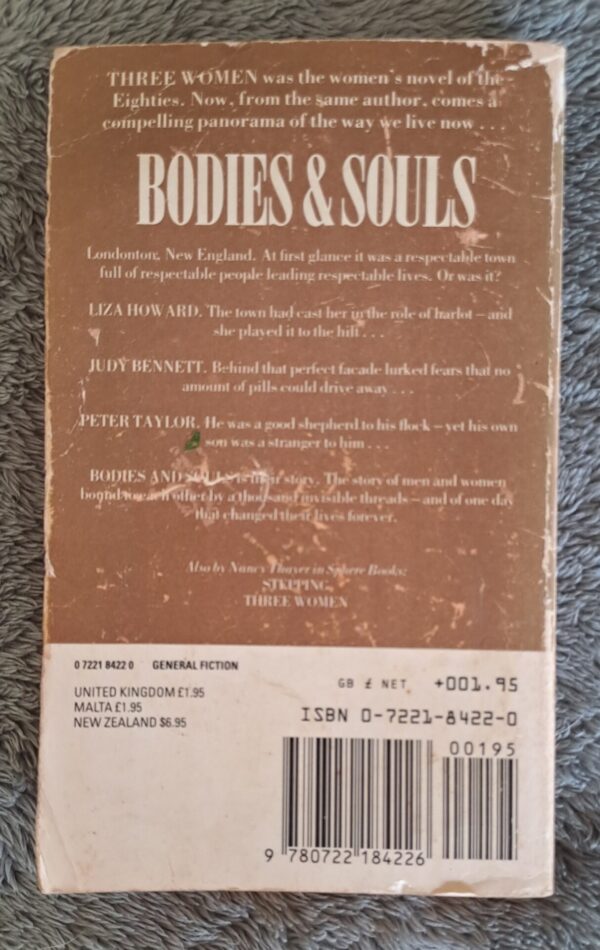 THREE WOMEN was the women's novel of the
Eighties. Now, from the same author, comes a
compelling panorama of the way we live now . . .
BODIES & SOULS
Londonton, New England. At first glance it was a respectable town
full of respectable people leading respectable lives. Or was it?
LIZA HOWARD. The town had cast her in the role of harlot – and
she played it to the hilt . . .
JUDY BENNETT. Behind that perfect facade lurked fears that no
amount of pills could drive away . . .
PETER TAYLOR. He was a good shepherd to his flock – yet his own
son was a stranger to him . . .
BODIES AND SOULS is their story. The story of men and women
bound to each other by a thousand invisible threads – and of one day
that changed their lives forever.
Also by Nancy Thayer in Sphere Books:
STEPPING
THREE WOMEN
0 7221 8422 0 GENERAL FICTION
UNITED KINGDOM £1.95
MALTA £1.95
NEW ZEALAND $6.95
GB £ NET +001.95
ISBN 0-7221-8422-0
00195
9 780722 184226